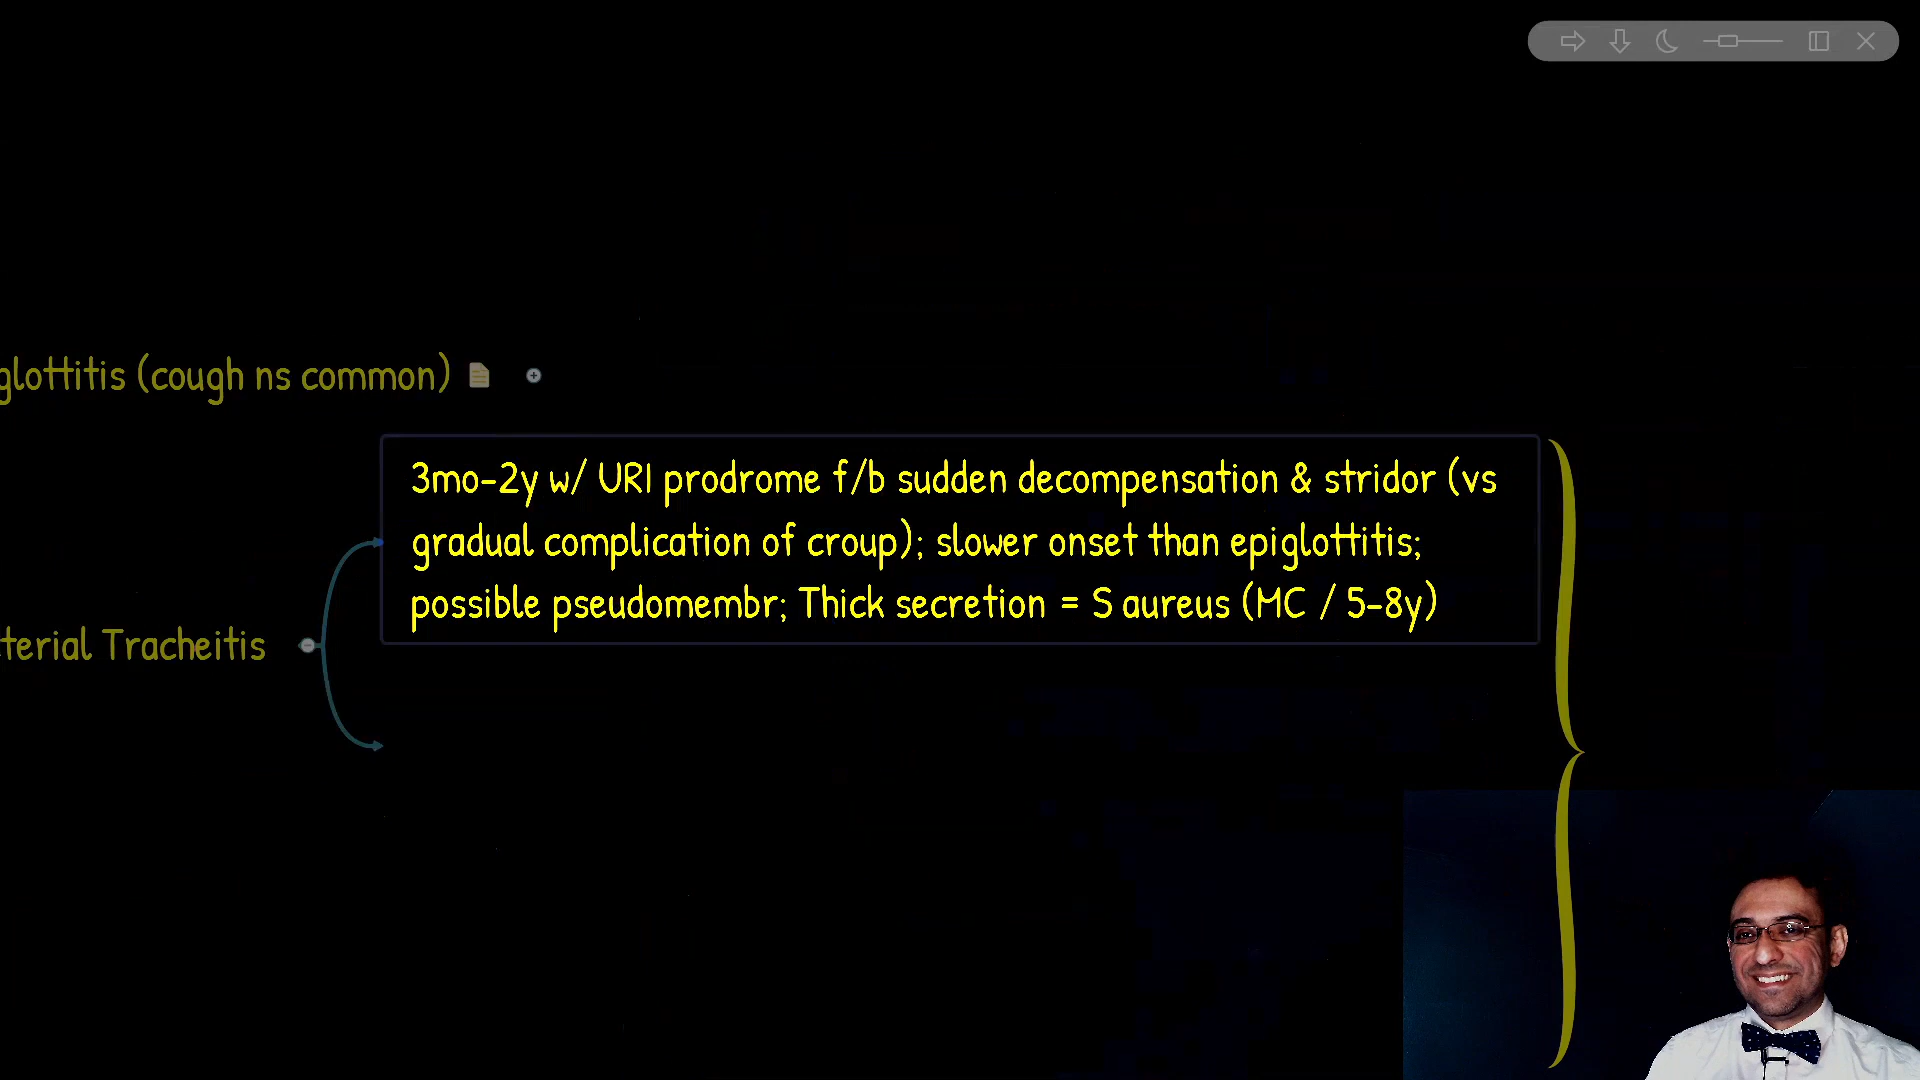 glottitis (cough ns common)
3mo-2y w/ URI prodrome f/b sudden decompensation & stridor (vs
gradual complication of croup); slower onset than epiglottitis;
possible pseudomembr; Thick secretion = S aureus (MC / 5-8y)
terial Tracheitis